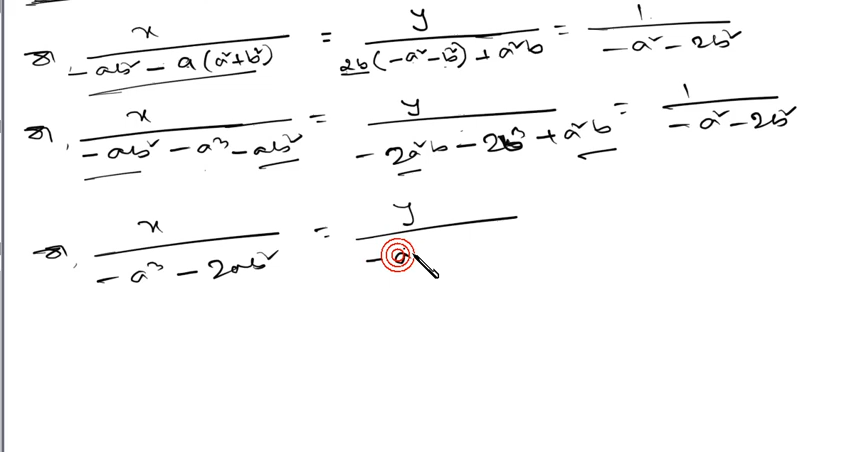 বা x/(-ab² - a(a²+b²)) = y/(2b(-a²-b²)+a²b) = 1/(-a²-2b²)
বা, x/(-ab²-a³-ab²) = y/(-2a²b-2b³+a²b) = 1/(-a²-2b²)
বা, x/(-a³-2ab²) = y/(-a